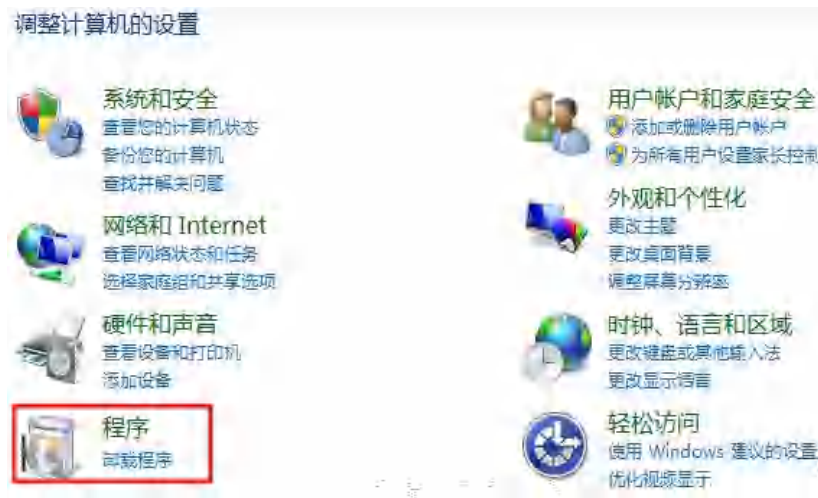 调整计算机的设置
系统和安全
查看您的计算机状态
备份您的计算机
查找并解决问题
网络和 Internet
查看网络状态和任务
选择家庭组和共享选项
硬件和声音
查看设备和打印机
添加设备
程序
卸载程序
用户帐户和家庭安全
添加或删除用户帐户
为所有用户设置家长控制
外观和个性化
更改主题
更改桌面背景
调整屏幕分辨率
时钟、语言和区域
更改键盘或其他输入法
更改显示语言
轻松访问
使用 Windows 建议的设置
优化视频显示